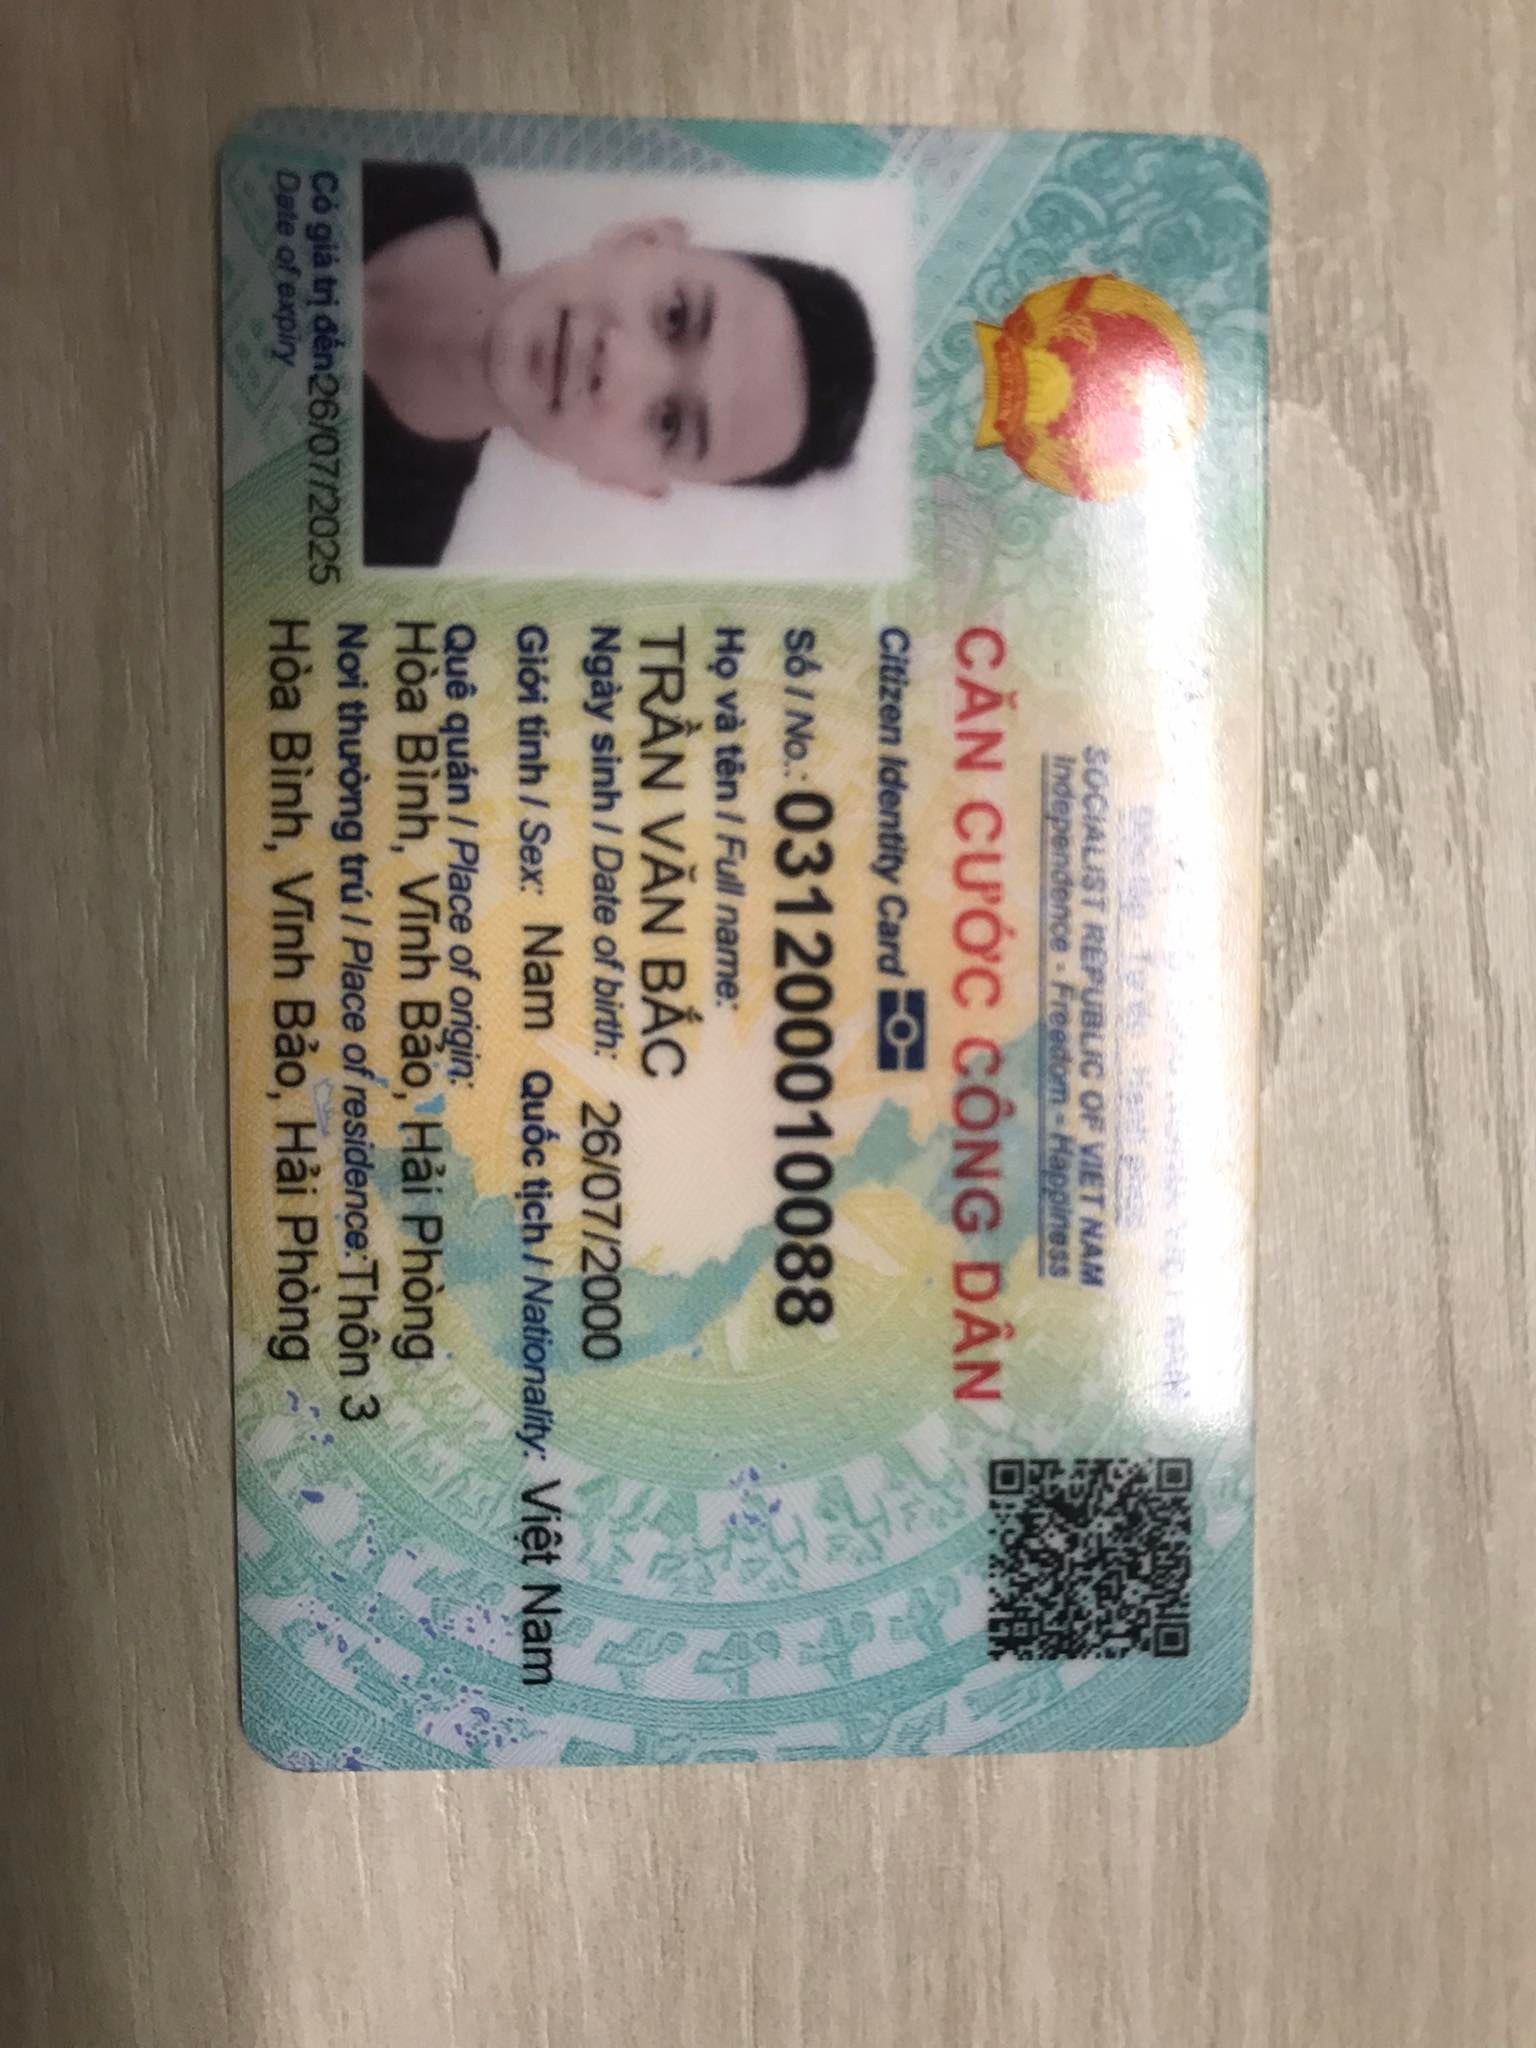 SOCIALIST REPUBLIC OF VIET NAM
Independence - Freedom - Happiness
CĂN CƯỚC CÔNG DÂN
Citizen Identity Card
Số / No.: 031200010088
Họ và tên / Full name:
TRẦN VĂN BẮC
Ngày sinh / Date of birth: 26/07/2000
Giới tính / Sex: Nam Quốc tịch / Nationality: Việt Nam
Quê quán / Place of origin:
Hòa Bình, Vĩnh Bảo, Hải Phòng
Nơi thường trú / Place of residence: Thôn 3
Hòa Bình, Vĩnh Bảo, Hải Phòng
Có giá trị đến 26/07/2025
Date of expiry